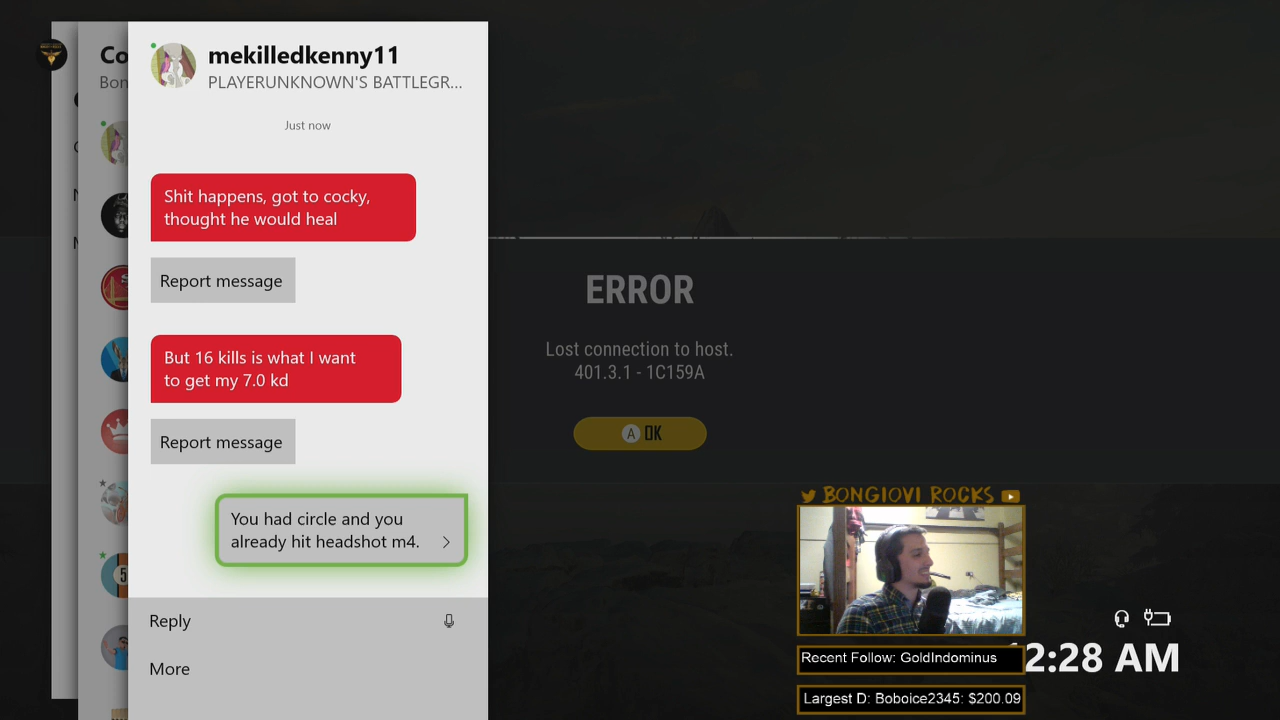 Co
Bon
mekilledkenny11
PLAYERUNKNOWN'S BATTLEGR...
Just now
Shit happens, got to cocky,
thought he would heal
Report message
But 16 kills is what I want
to get my 7.0 kd
Report message
You had circle and you
already hit headshot m4.
Reply
More
ERROR
Lost connection to host.
401.3.1 - 1C159A
A OK
BONGIOVI ROCKS
Recent Follow: GoldIndominus
2:28 AM
Largest D: Boboice2345: $200.09